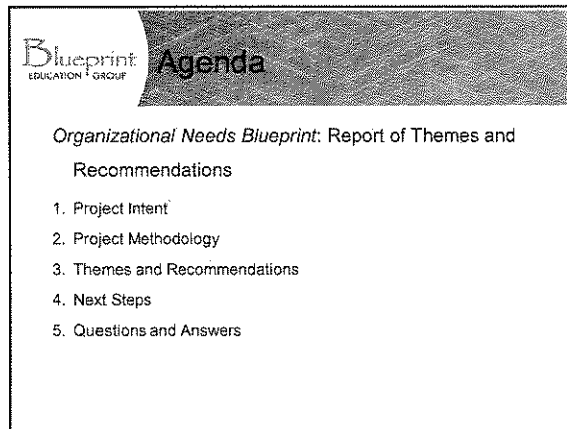 Blueprint
EDUCATION GROUP
Agenda
Organizational Needs Blueprint: Report of Themes and
Recommendations
1. Project Intent
2. Project Methodology
3. Themes and Recommendations
4. Next Steps
5. Questions and Answers